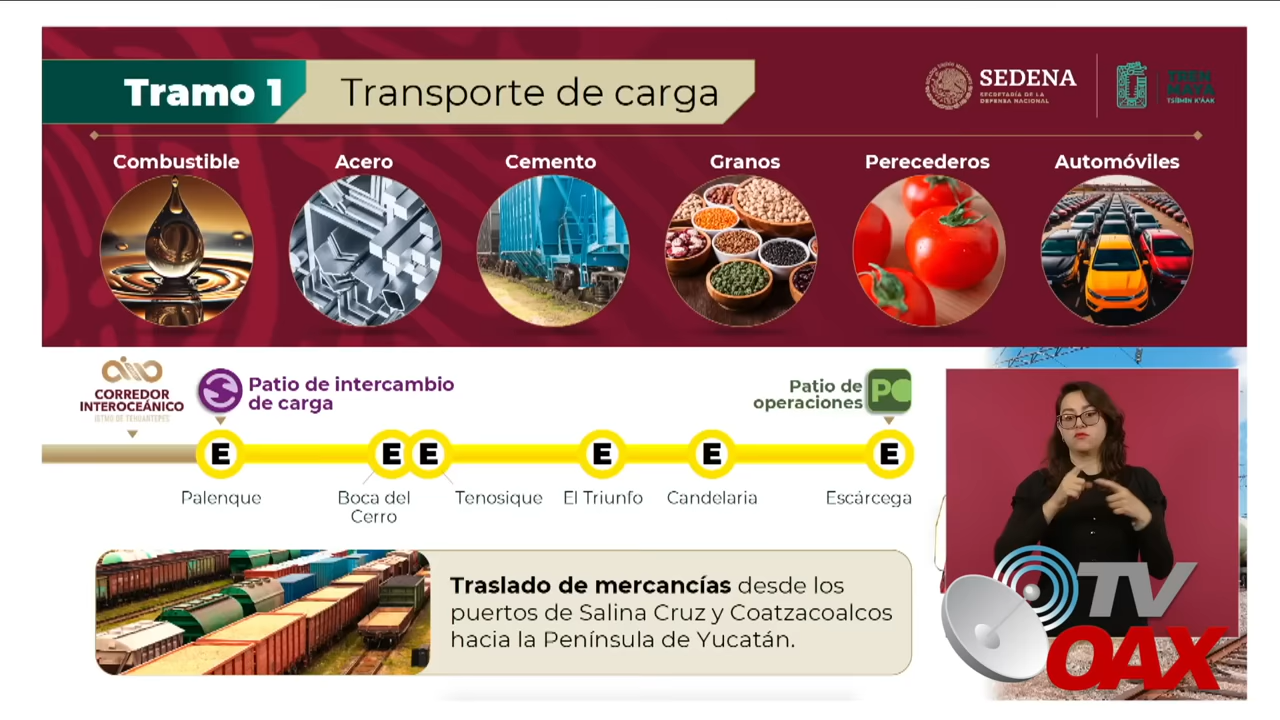 Tramo 1
Transporte de carga
SEDENA
SECRETARÍA DE LA
DEFENSA NACIONAL
TREN
MAYA
TSÍIMIN K'ÁAK
Combustible
Acero
Cemento
Granos
Perecederos
Automóviles
CORREDOR
INTEROCEÁNICO
ISTMO DE TEHUANTEPEC
Patio de intercambio
de carga
Patio de
operaciones
E
E
E
E
E
E
Palenque
Boca del
Cerro
Tenosique
El Triunfo
Candelaria
Escárcega
Traslado de mercancías desde los
puertos de Salina Cruz y Coatzacoalcos
hacia la Península de Yucatán.
TV
OAX